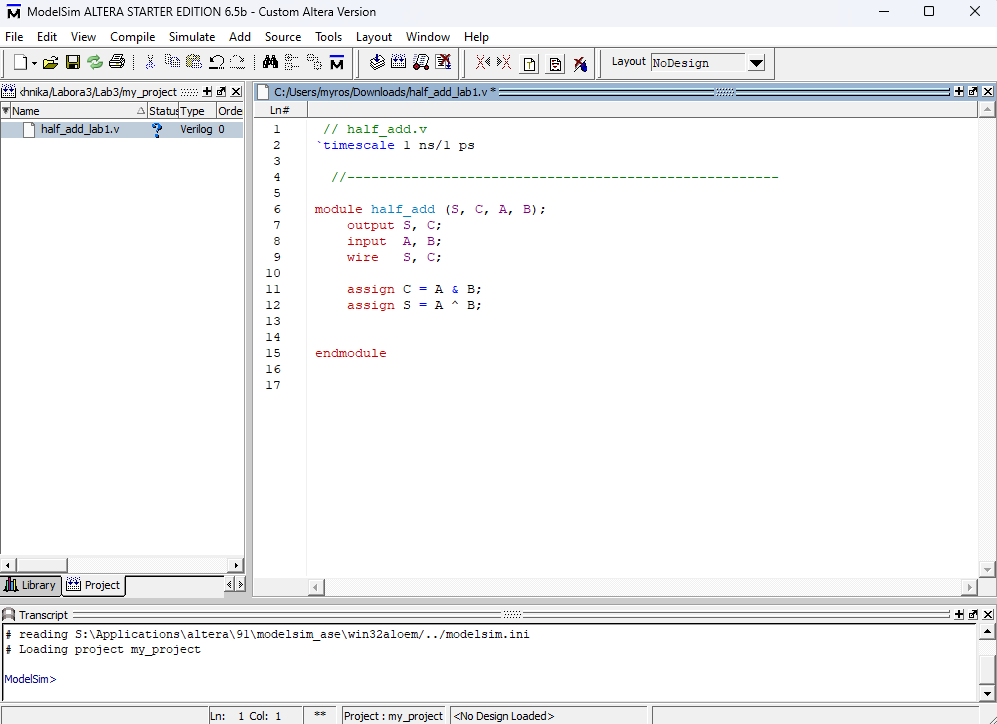 ModelSim ALTERA STARTER EDITION 6.5b - Custom Altera Version
File Edit View Compile Simulate Add Source Tools Layout Window Help
Layout NoDesign
hnika/Labora3/Lab3/my_project
Name Status Type Orde
half_add_lab1.v ? Verilog 0
Library Project
C:/Users/myros/Downloads/half_add_lab1.v *
Ln#
1 // half_add.v
2 `timescale 1 ns/1 ps
3
4 //------------------------------------------------------
5
6 module half_add (S, C, A, B);
7 output S, C;
8 input A, B;
9 wire S, C;
10
11 assign C = A & B;
12 assign S = A ^ B;
13
14
15 endmodule
16
17
Transcript
# reading S:\Applications\altera\91\modelsim_ase\win32aloem/../modelsim.ini
# Loading project my_project
ModelSim>
Ln: 1 Col: 1 ** Project : my_project <No Design Loaded>